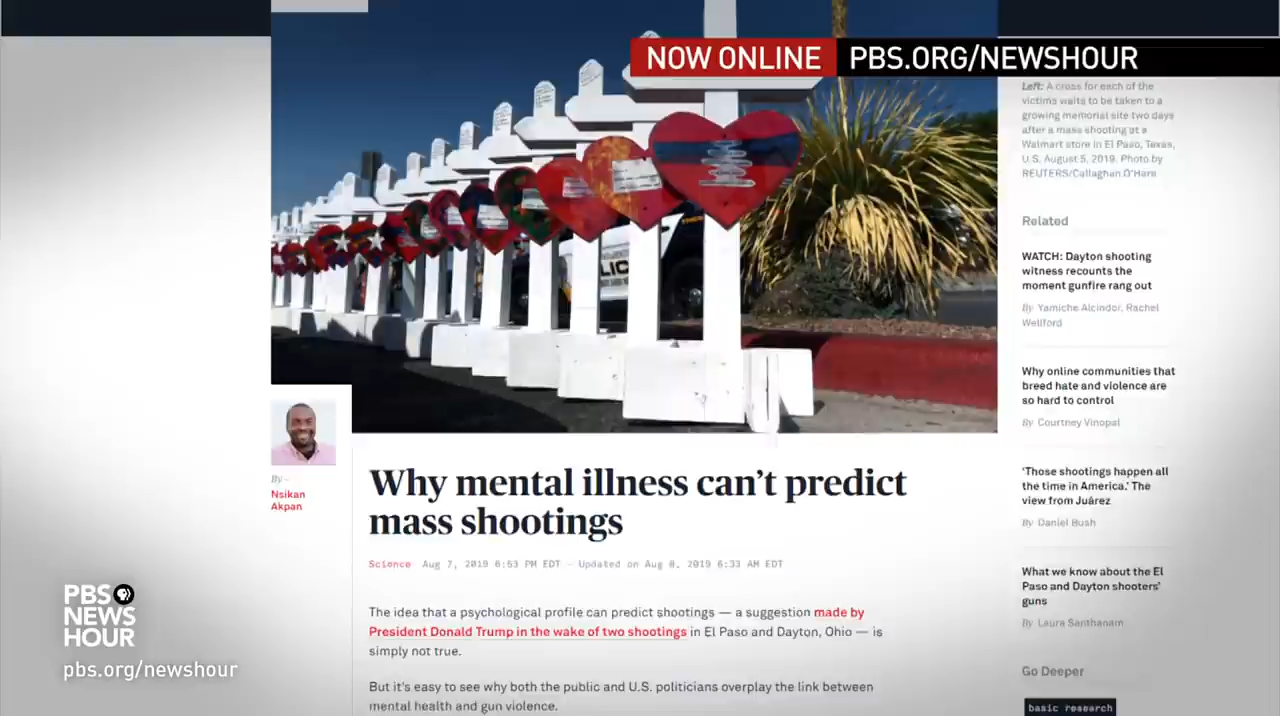 NOW ONLINE PBS.ORG/NEWSHOUR
Left: A cross for each of the
victims waits to be taken to a
growing memorial site two days
after a mass shooting at a
Walmart store in El Paso, Texas,
U.S. August 5, 2019. Photo by
REUTERS/Callaghan O'Hare
Related
WATCH: Dayton shooting
witness recounts the
moment gunfire rang out
By Yamiche Alcindor, Rachel
Wellford
Why online communities that
breed hate and violence are
so hard to control
By Courtney Vinopal
'Those shootings happen all
the time in America.' The
view from Juárez
By Daniel Bush
What we know about the El
Paso and Dayton shooters'
guns
By Laura Santhanam
Go Deeper
basic research
By –
Nsikan
Akpan
Why mental illness can't predict
mass shootings
Science Aug 7, 2019 6:53 PM EDT – Updated on Aug 8, 2019 6:33 AM EDT
The idea that a psychological profile can predict shootings — a suggestion made by
President Donald Trump in the wake of two shootings in El Paso and Dayton, Ohio — is
simply not true.
But it's easy to see why both the public and U.S. politicians overplay the link between
mental health and gun violence.
PBS
NEWS
HOUR
pbs.org/newshour